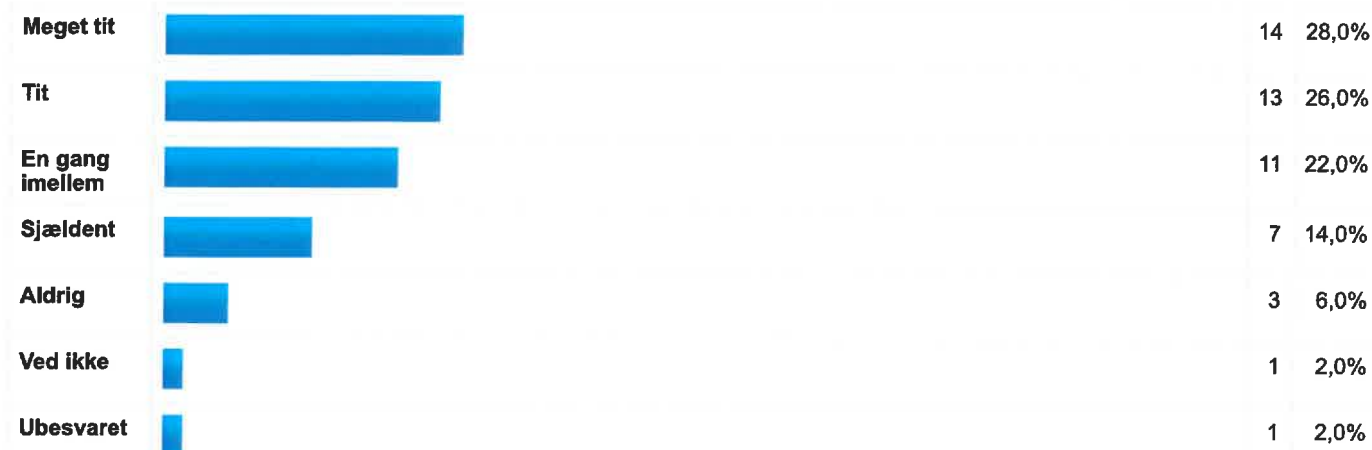 Meget tit 14 28,0%
Tit 13 26,0%
En gang
imellem 11 22,0%
Sjældent 7 14,0%
Aldrig 3 6,0%
Ved ikke 1 2,0%
Ubesvaret 1 2,0%